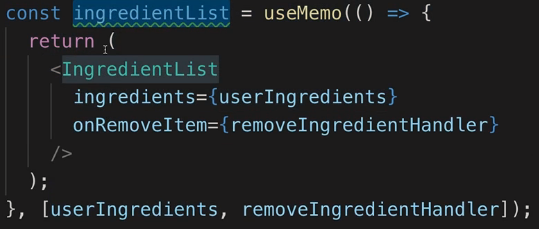 const ingredientList = useMemo(() => {
return (
<IngredientList
ingredients={userIngredients}
onRemoveItem={removeIngredientHandler}
/>
);
}, [userIngredients, removeIngredientHandler]);